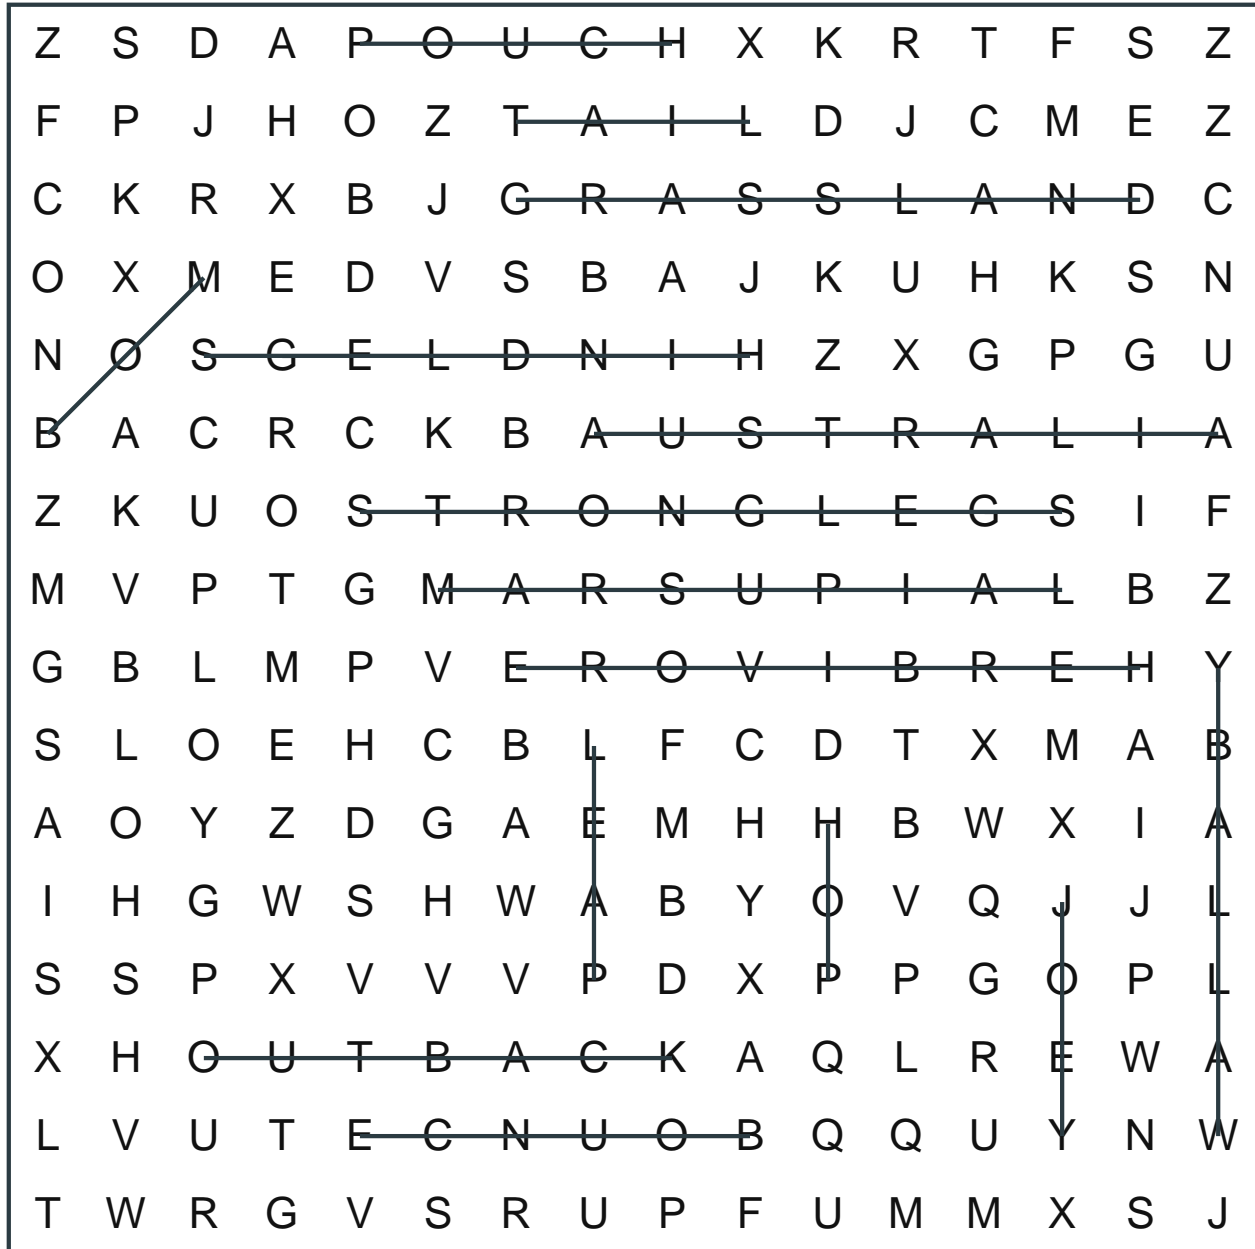 Z S D A P O U C H X K R T F S Z
F P J H O Z T A I L D J C M E Z
C K R X B J G R A S S L A N D C
O X M E D V S B A J K U H K S N
N O S G E L D N I H Z X G P G U
B A C R C K B A U S T R A L I A
Z K U O S T R O N G L E G S I F
M V P T G M A R S U P I A L B Z
G B L M P V E R O V I B R E H Y
S L O E H C B L F C D T X M A B
A O Y Z D G A E M H H B W X I A
I H G W S H W A B Y O V Q J J L
S S P X V V V P D X P P G O P L
X H O U T B A C K A Q L R E W A
L V U T E C N U O B Q Q U Y N W
T W R G V S R U P F U M M X S J